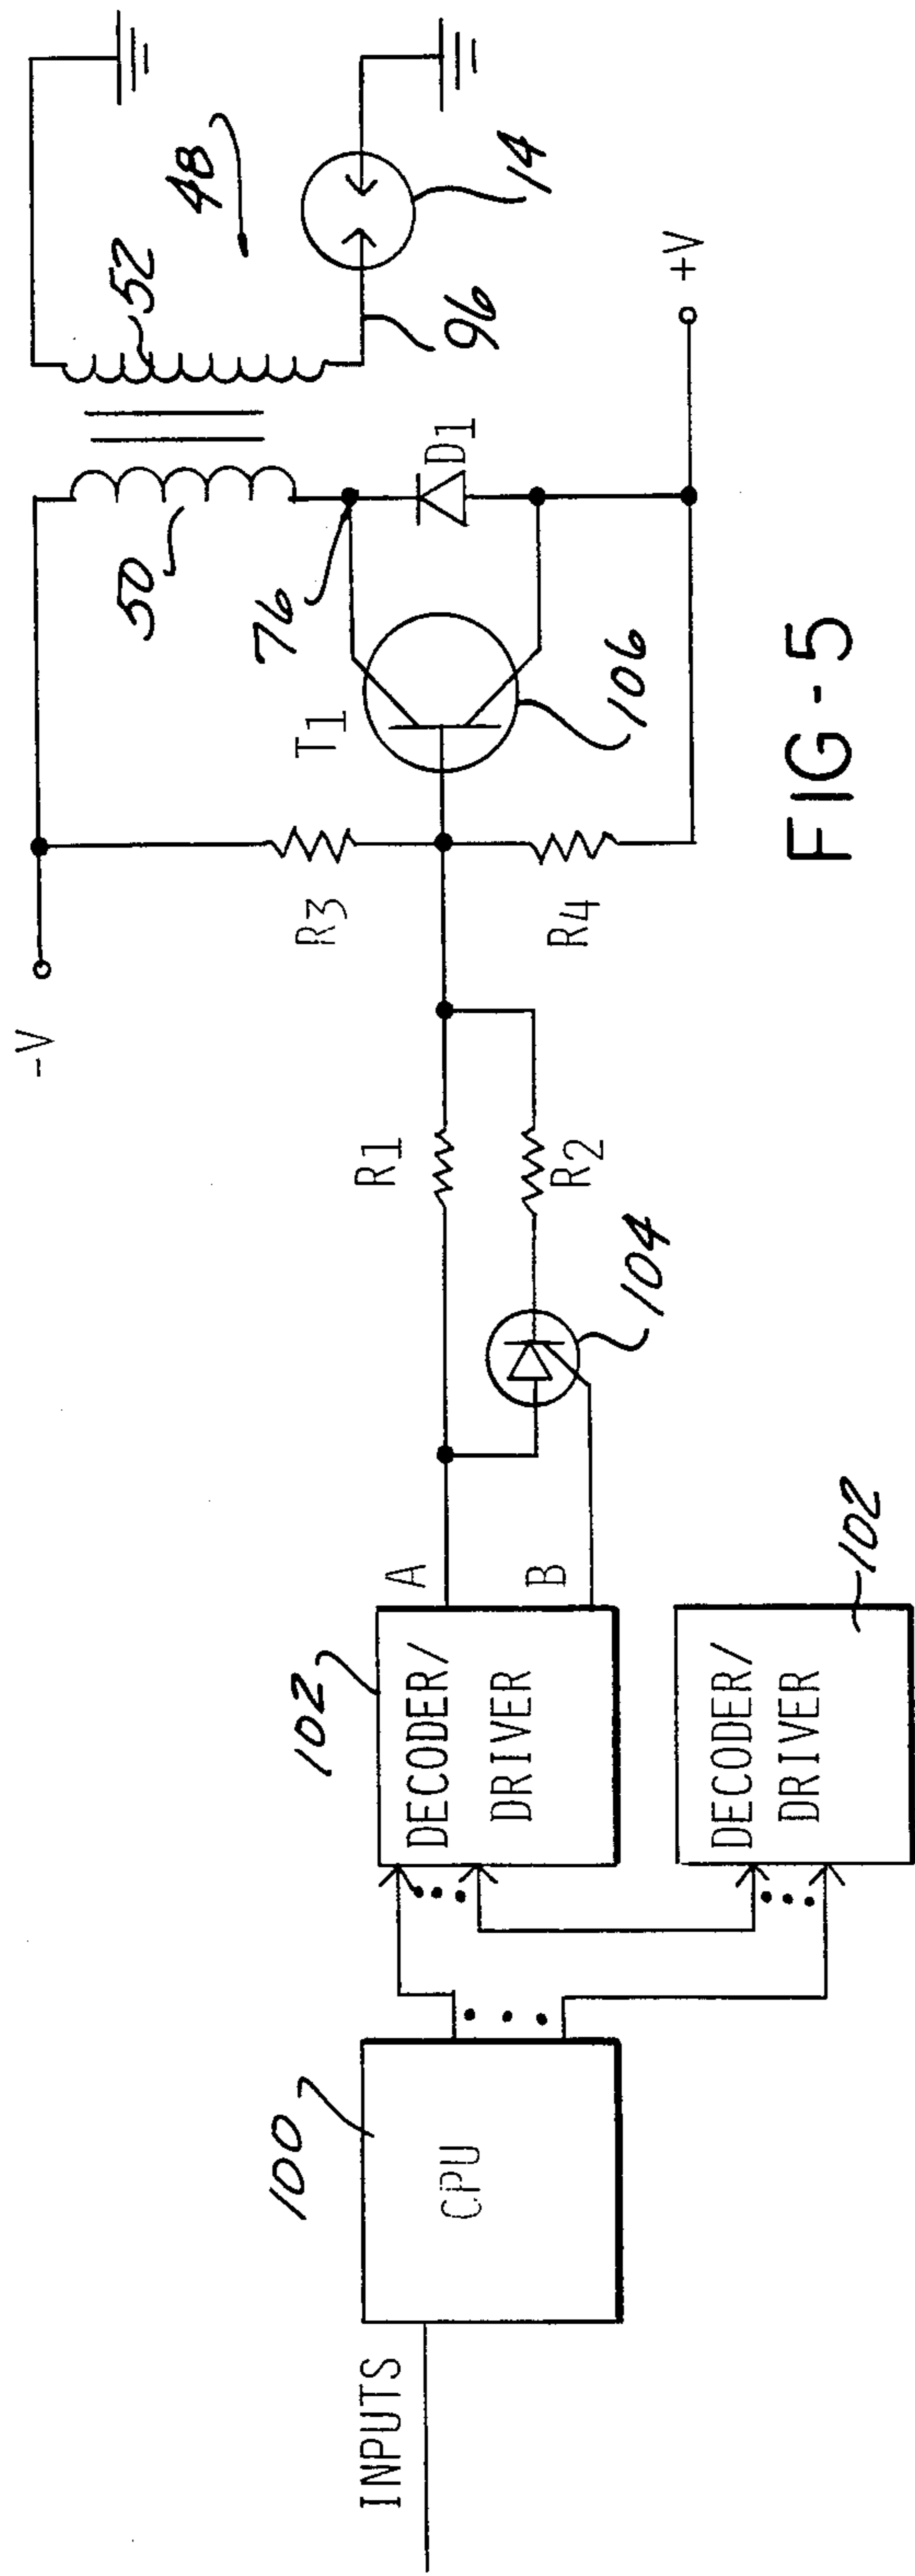 INPUTS
100
CPU
102
DECODER/
DRIVER
A
B
DECODER/
DRIVER
102
104
R1
R2
-V
R3
R4
T1
106
76
D1
50
52
48
96
14
+V
FIG-5